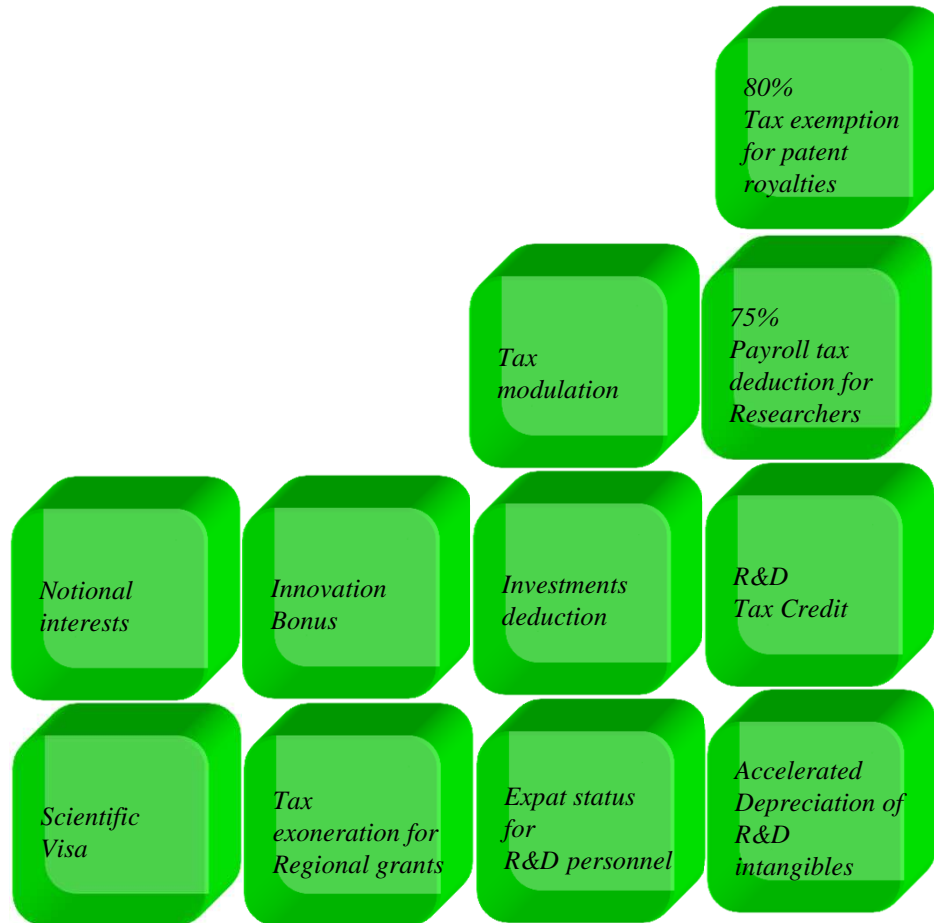 80%
Tax exemption
for patent
royalties
Tax
modulation
75%
Payroll tax
deduction for
Researchers
Notional
interests
Innovation
Bonus
Investments
deduction
R&D
Tax Credit
Scientific
Visa
Tax
exoneration for
Regional grants
Expat status
for
R&D personnel
Accelerated
Depreciation of
R&D
intangibles